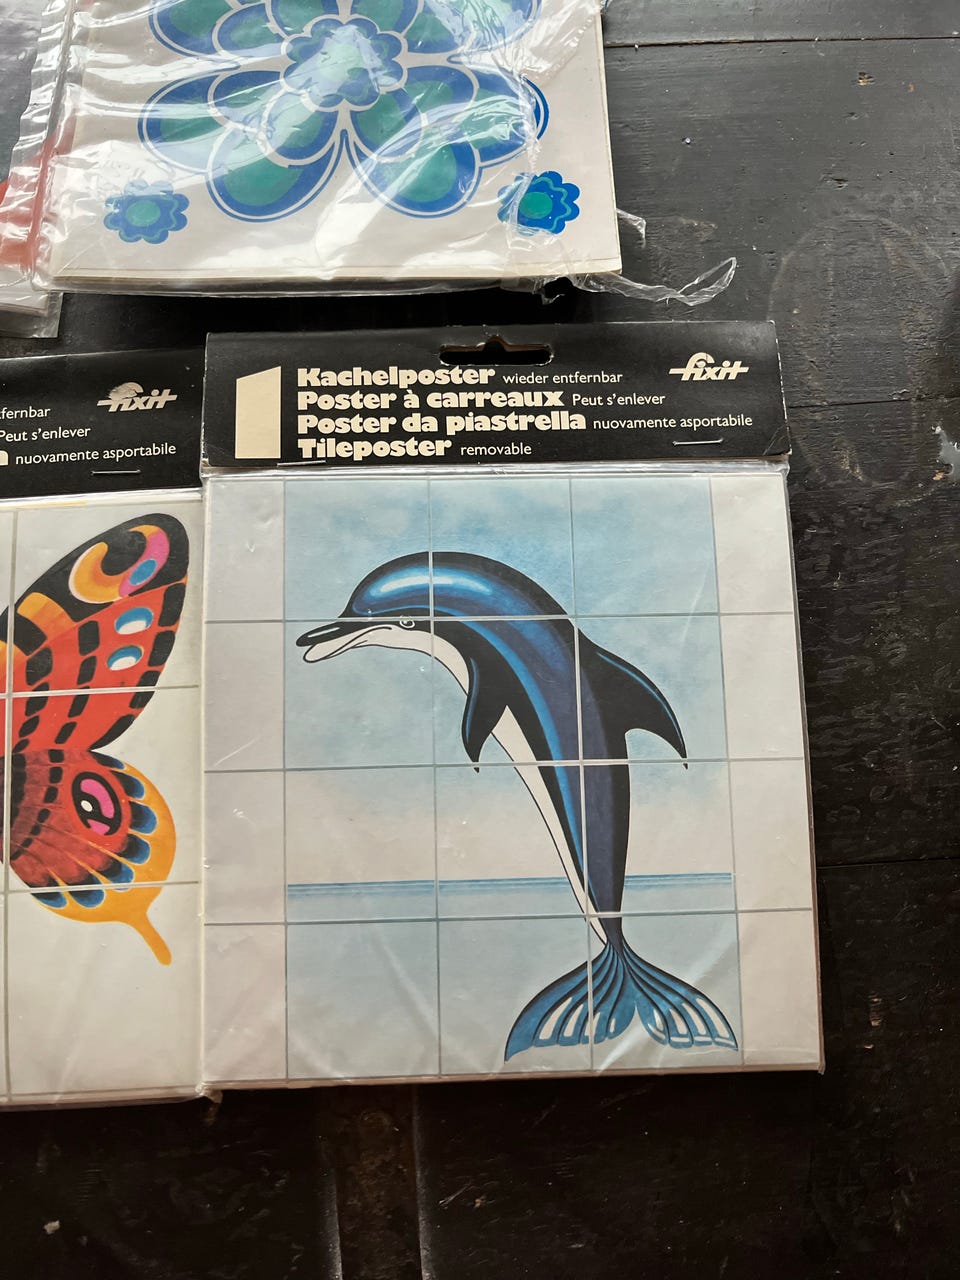 tfernbar
Peut s'enlever
nuovamente asportabile
fixit
Kachelposter wieder entfernbar
Poster à carreaux Peut s'enlever
Poster da piastrella nuovamente asportabile
Tileposter removable
fixit